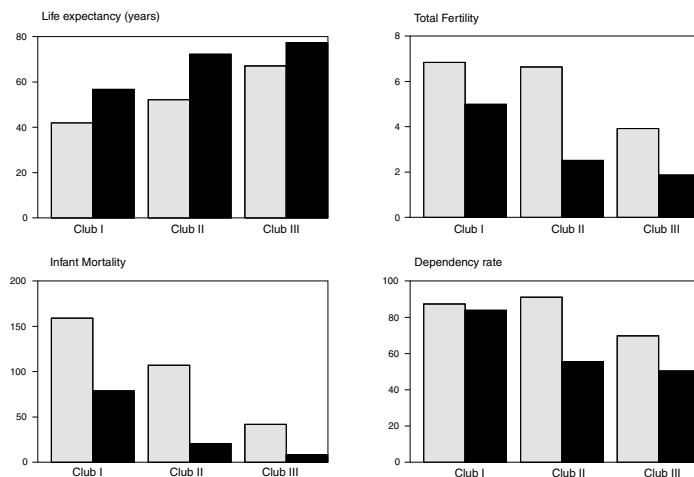 Life expectancy (years)
80
60
40
20
0
Club I
Club II
Club III
Total Fertility
8
6
4
2
0
Club I
Club II
Club III
Infant Mortality
200
150
100
50
0
Club I
Club II
Club III
Dependency rate
100
80
60
40
20
0
Club I
Club II
Club III